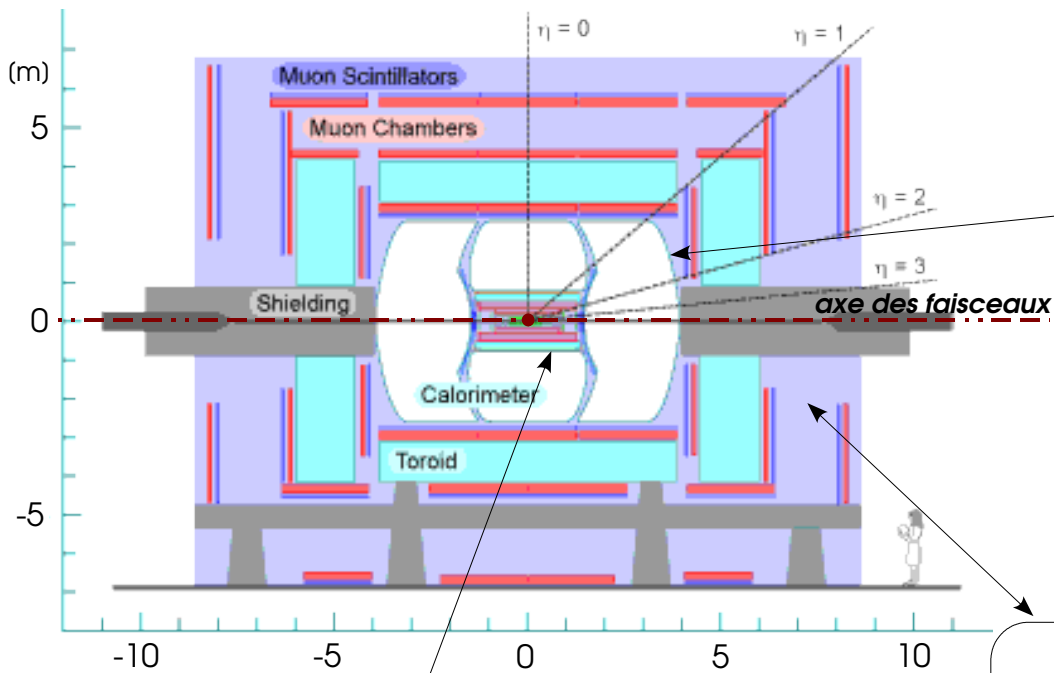 η = 0
η = 1
(m)
Muon Scintillators
5
Muon Chambers
η = 2
η = 3
Shielding
axe des faisceaux
0
Calorimeter
Toroid
-5
-10
-5
0
5
10